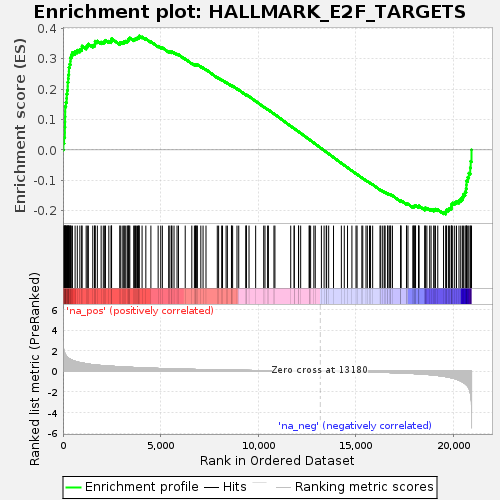 Enrichment plot: HALLMARK_E2F_TARGETS
Enrichment score (ES)
0.4
0.3
0.2
0.1
0.0
-0.1
-0.2
'na_pos' (positively correlated)
Ranked list metric (PreRanked)
6
4
2
0
-2
-4
-6
Zero cross at 13180
'na_neg' (negatively correlated)
0
5,000
10,000
15,000
20,000
Rank in Ordered Dataset
Enrichment profile
Hits
Ranking metric scores